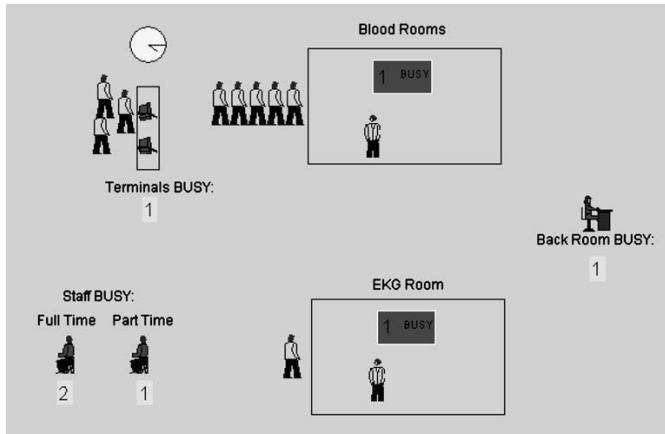 Blood Rooms
1 BUSY
Terminals BUSY:
1
Back Room BUSY:
1
EKG Room
1 BUSY
Staff BUSY:
Full Time Part Time
2 1